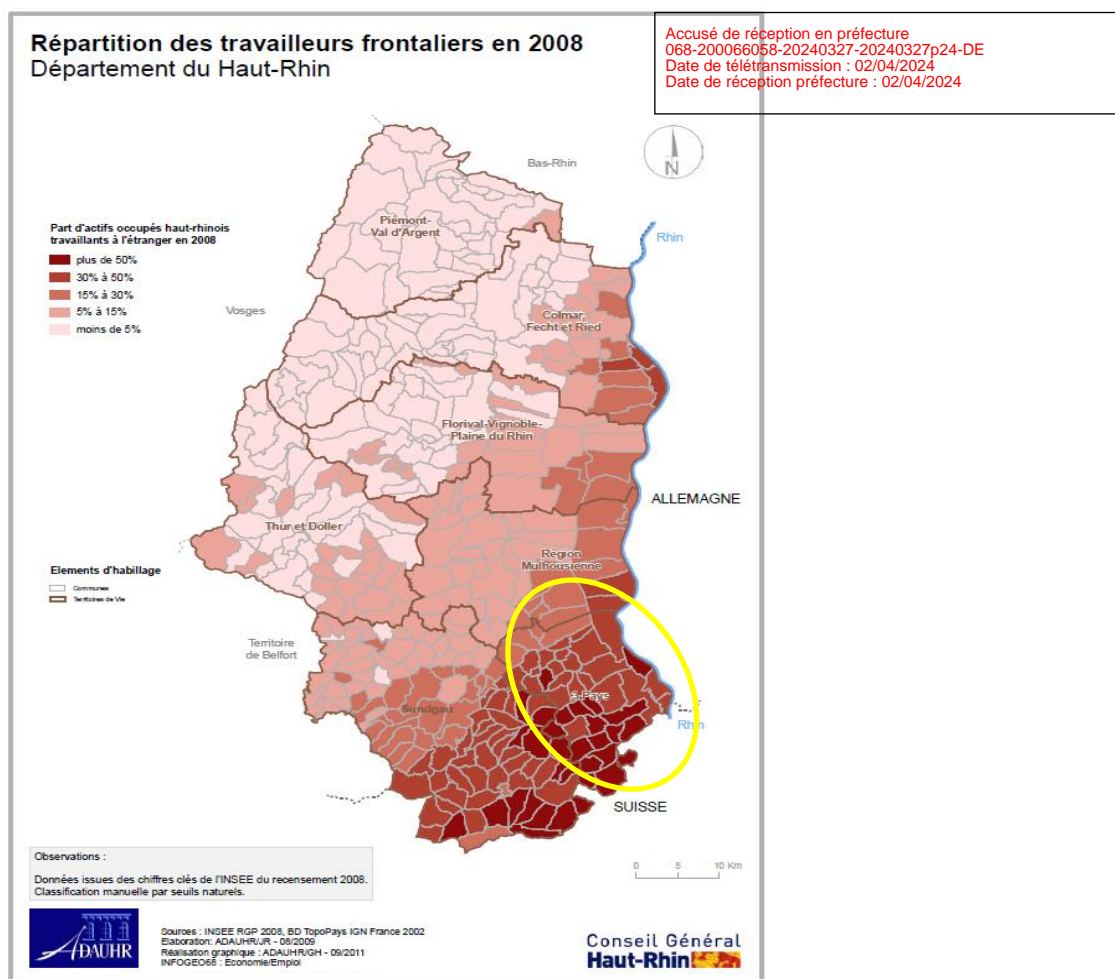 Répartition des travailleurs frontaliers en 2008
Département du Haut-Rhin
Accusé de réception en préfecture
068-200066058-20240327-20240327p24-DE
Date de télétransmission : 02/04/2024
Date de réception préfecture : 02/04/2024
N
Bas-Rhin
Piémont-
Val d'Argent
Part d'actifs occupés haut-rhinois
travaillants à l'étranger en 2008
plus de 50%
30% à 50%
15% à 30%
5% à 15%
moins de 5%
Rhin
Vosges
Colmar,
Fecht et Ried
Florival-Vignoble-
Plaine du Rhin
ALLEMAGNE
Thur et Doller
Région
Mulhousienne
Elements d'habillage
Communes
Territoires de Vie
Territoire
de Belfort
3-Pays
Sundgau
Rhin
SUISSE
Observations :
Données issues des chiffres clés de l'INSEE du recensement 2008.
Classification manuelle par seuils naturels.
0 5 10 Km
ADAUHR
Sources : INSEE RGP 2008, BD TopoPays IGN France 2002
Elaboration: ADAUHR/JR - 08/2009
Réalisation graphique : ADAUHR/GH - 09/2011
INFOGEO68 : Economie/Emploi
Conseil Général
Haut-Rhin